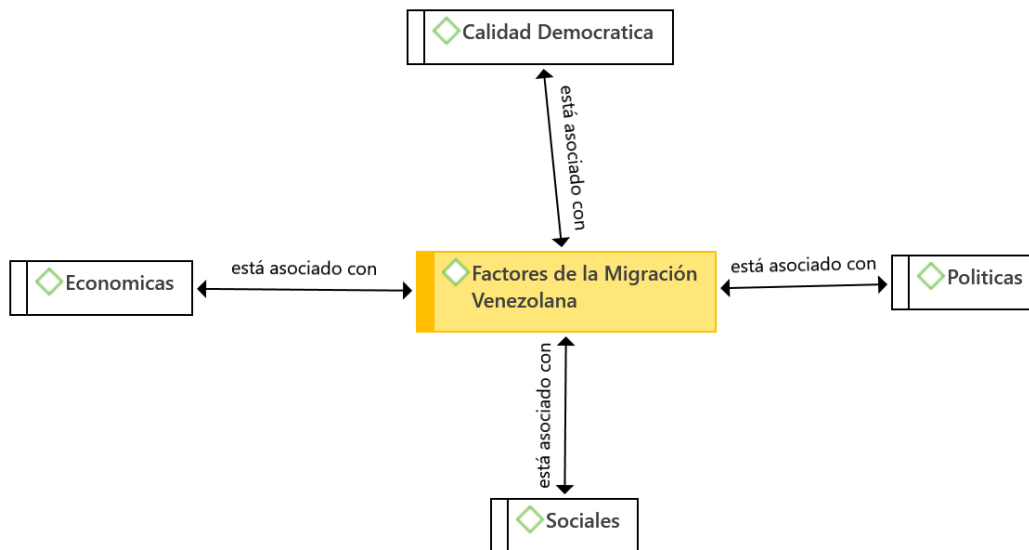 Calidad Democratica
está asociado con
Economicas
está asociado con
Factores de la Migración
Venezolana
está asociado con
Politicas
está asociado con
Sociales